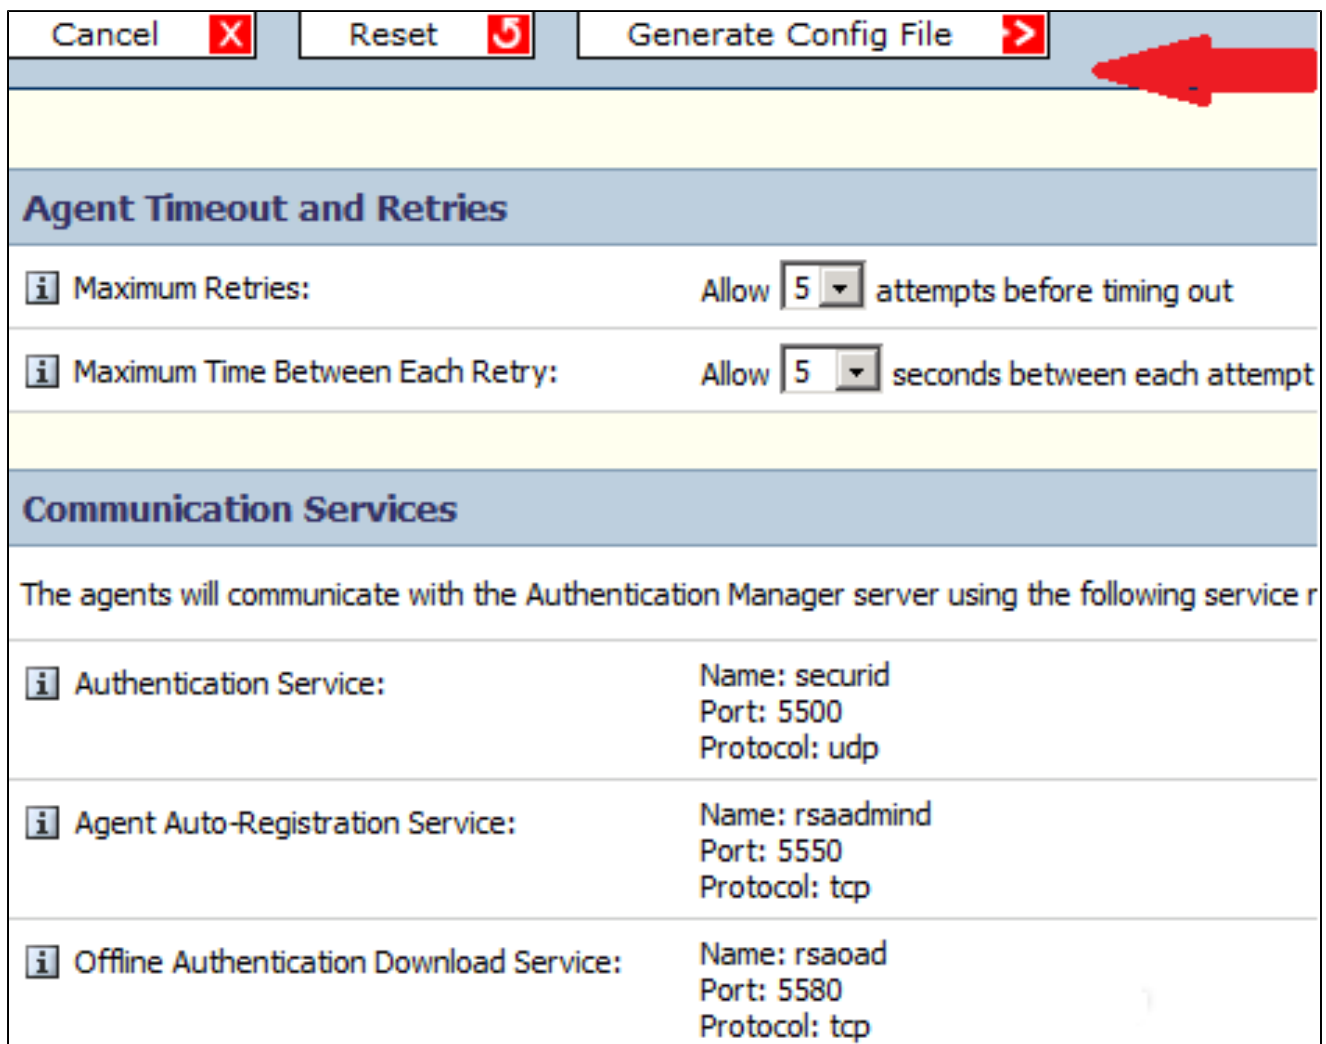 Cancel X Reset Generate Config File
Agent Timeout and Retries
i Maximum Retries: Allow 5 attempts before timing out
i Maximum Time Between Each Retry: Allow 5 seconds between each attempt
Communication Services
The agents will communicate with the Authentication Manager server using the following service
i Authentication Service: Name: securid
Port: 5500
Protocol: udp
i Agent Auto-Registration Service: Name: rsaadmind
Port: 5550
Protocol: tcp
i Offline Authentication Download Service: Name: rsaoad
Port: 5580
Protocol: tcp